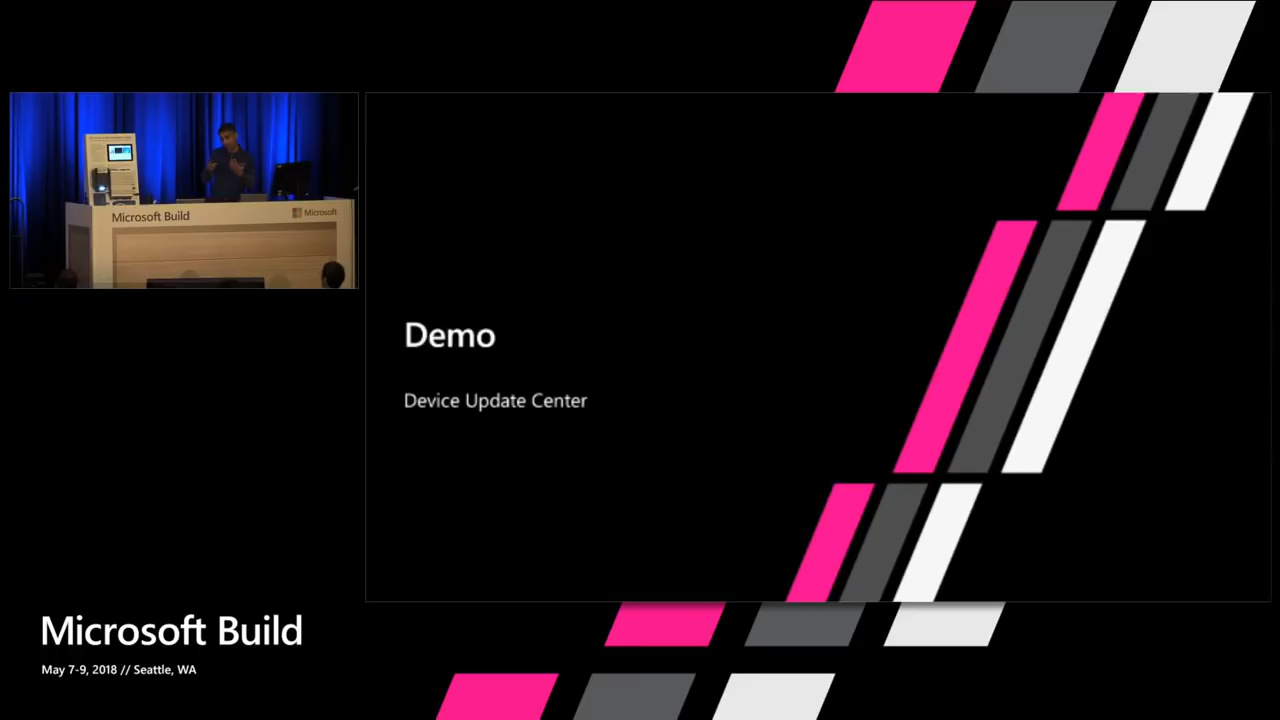 Microsoft Build
Microsoft
Demo
Device Update Center
Microsoft Build
May 7-9, 2018 // Seattle, WA